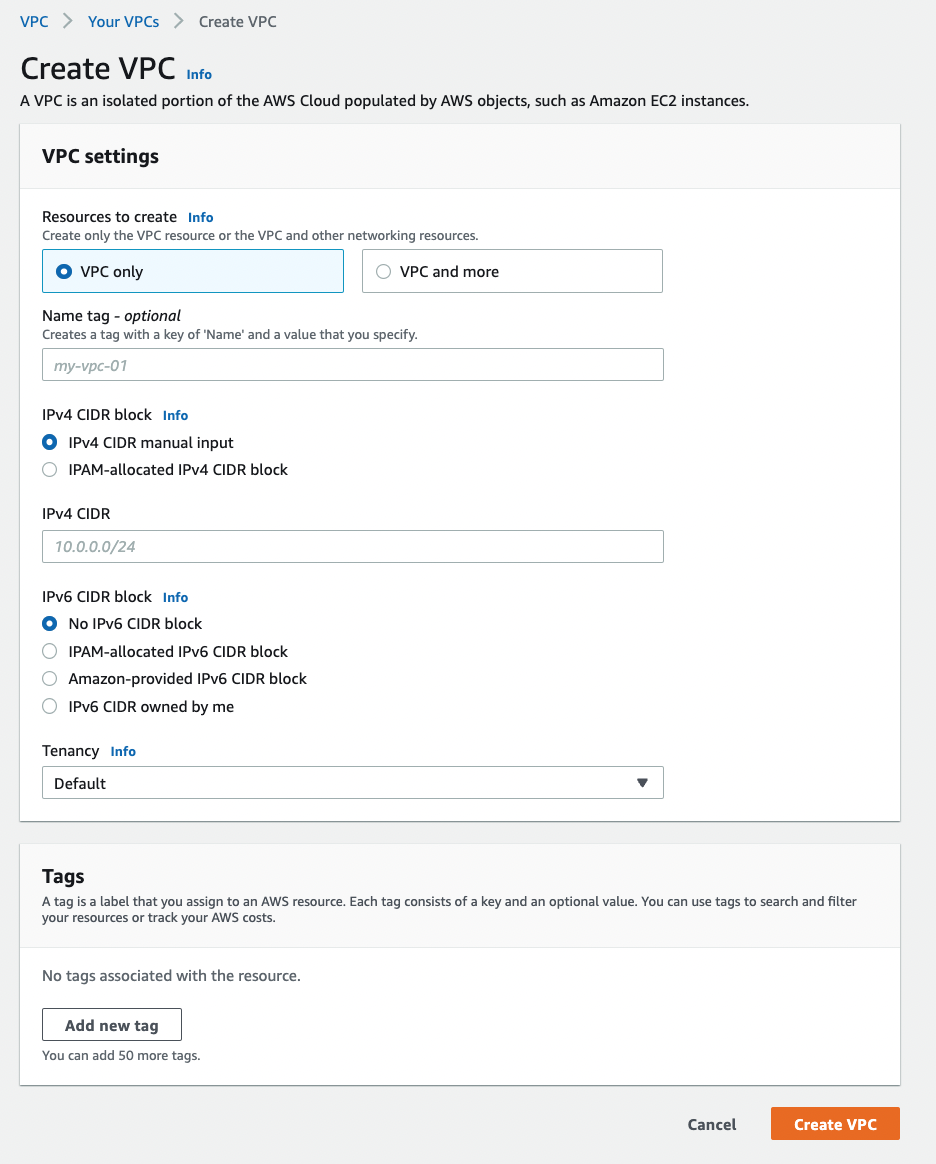 VPC > Your VPCs > Create VPC
Create VPC Info
A VPC is an isolated portion of the AWS Cloud populated by AWS objects, such as Amazon EC2 instances.
VPC settings
Resources to create Info
Create only the VPC resource or the VPC and other networking resources.
VPC only
VPC and more
Name tag - optional
Creates a tag with a key of 'Name' and a value that you specify.
my-vpc-01
IPv4 CIDR block Info
IPv4 CIDR manual input
IPAM-allocated IPv4 CIDR block
IPv4 CIDR
10.0.0.0/24
IPv6 CIDR block Info
No IPv6 CIDR block
IPAM-allocated IPv6 CIDR block
Amazon-provided IPv6 CIDR block
IPv6 CIDR owned by me
Tenancy Info
Default
Tags
A tag is a label that you assign to an AWS resource. Each tag consists of a key and an optional value. You can use tags to search and filter
your resources or track your AWS costs.
No tags associated with the resource.
Add new tag
You can add 50 more tags.
Cancel
Create VPC